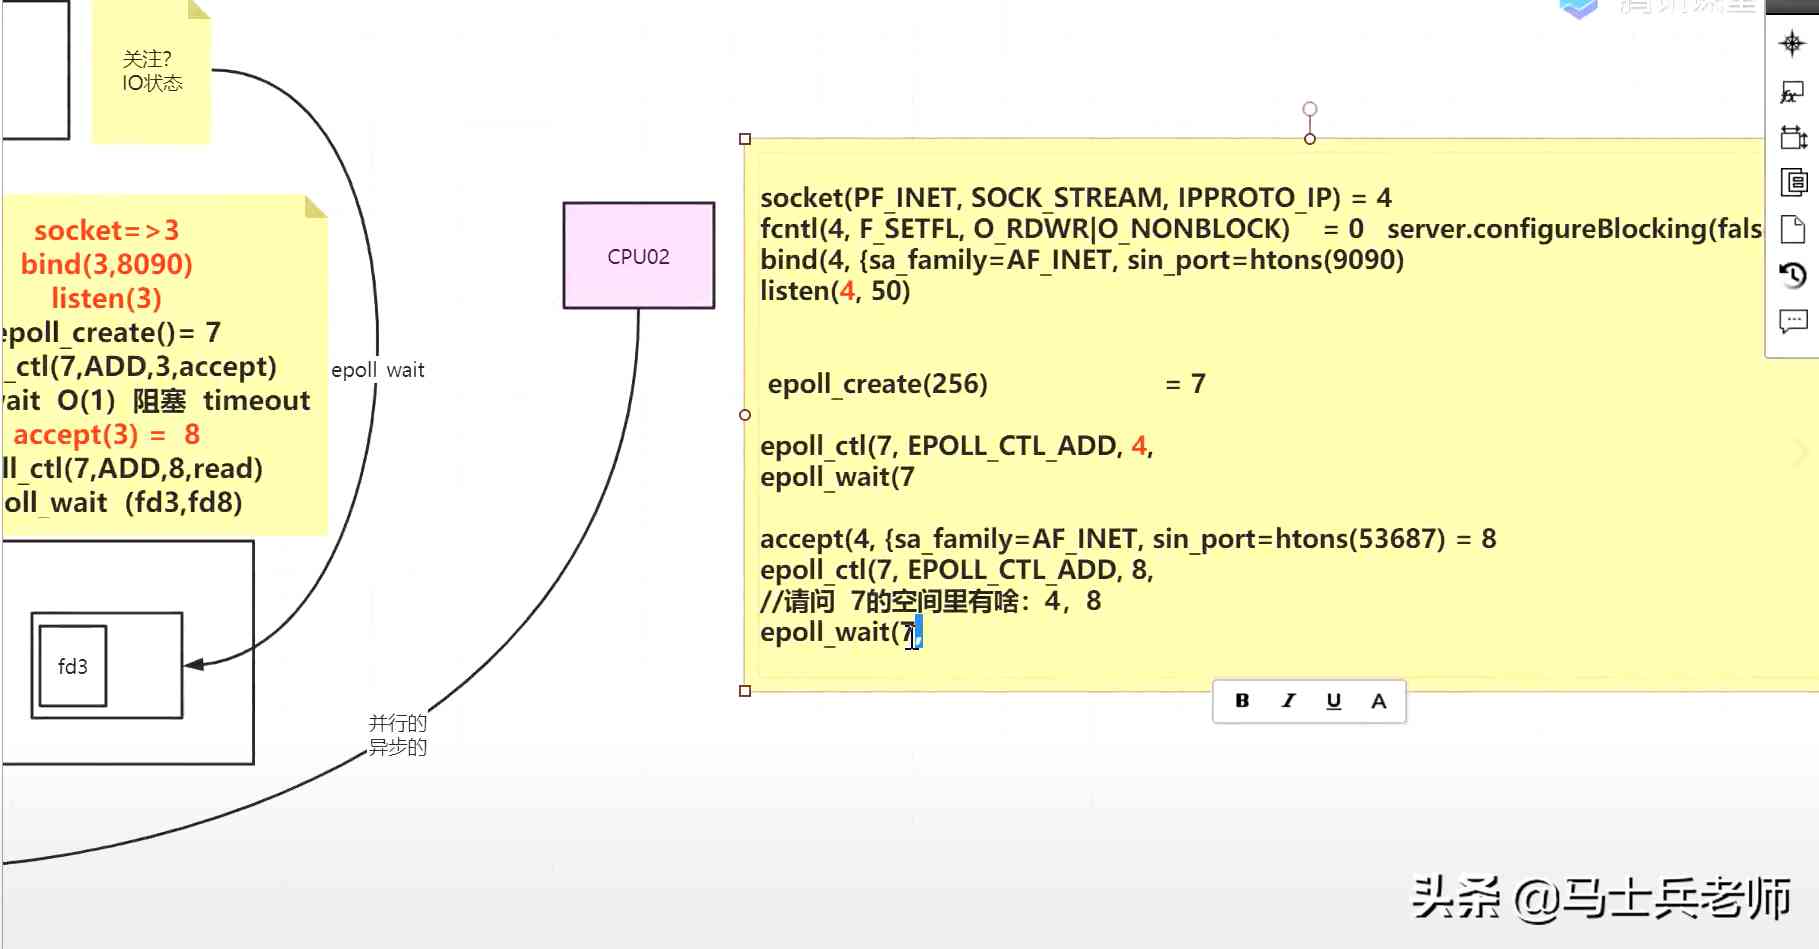 腾讯课堂
关注？
IO状态
socket=>3
bind(3,8090)
listen(3)
epoll_create()= 7
_ctl(7,ADD,3,accept)
ait O(1) 阻塞 timeout
accept(3) = 8
ll_ctl(7,ADD,8,read)
oll_wait (fd3,fd8)
epoll wait
fd3
并行的
异步的
CPU02
socket(PF_INET, SOCK_STREAM, IPPROTO_IP) = 4
fcntl(4, F_SETFL, O_RDWR|O_NONBLOCK) = 0 server.configureBlocking(fals
bind(4, {sa_family=AF_INET, sin_port=htons(9090)
listen(4, 50)
epoll_create(256) = 7
epoll_ctl(7, EPOLL_CTL_ADD, 4,
epoll_wait(7
accept(4, {sa_family=AF_INET, sin_port=htons(53687) = 8
epoll_ctl(7, EPOLL_CTL_ADD, 8,
//请问 7的空间里有啥：4，8
epoll_wait(7,
B I U A
头条 @马士兵老师